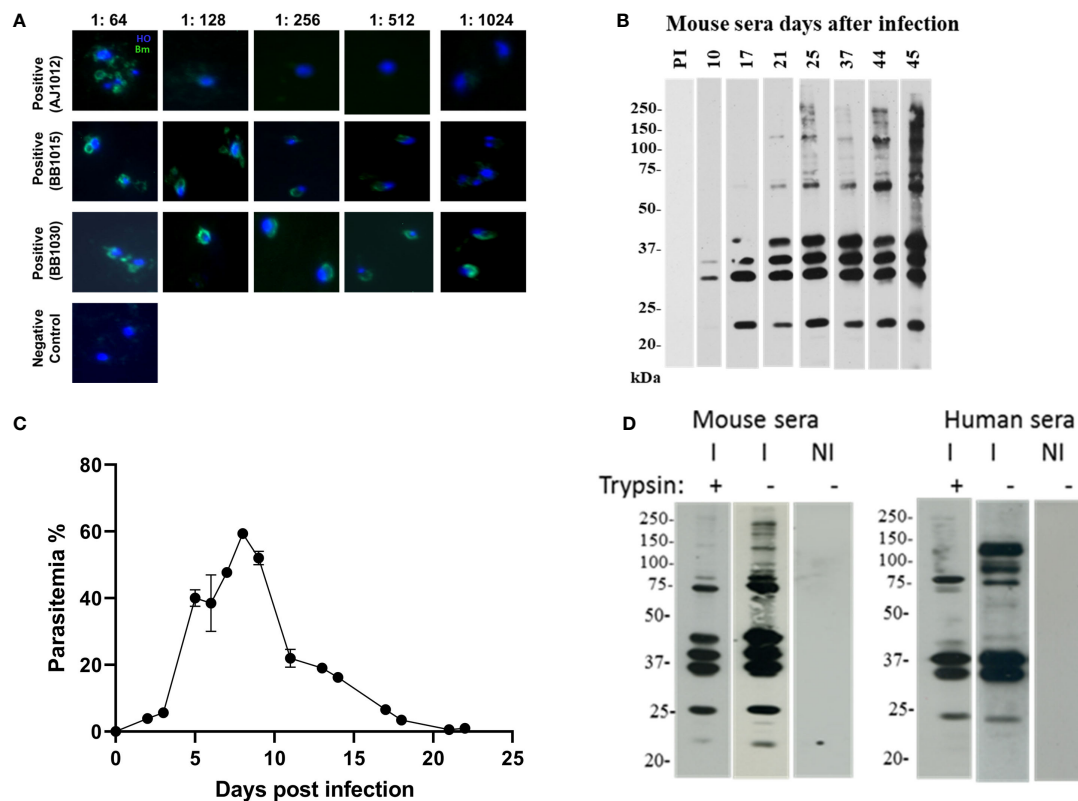 A
1: 64 1: 128 1: 256 1: 512 1: 1024
HO
Bm
Positive
(AJ1012)
Positive
(BB1015)
Positive
(BB1030)
Negative
Control
B
Mouse sera days after infection
PI 10 17 21 25 37 44 45
250-
150-
100-
75-
50-
37-
25-
20-
kDa
C
80
60
40
20
0
Parasitemia %
0 5 10 15 20 25
Days post infection
D
Mouse sera
I I NI
Trypsin: + - -
250-
150-
100-
75-
50-
37-
25-
20-
Human sera
I I NI
+ - -
250-
150-
100-
75-
50-
37-
25-
20-